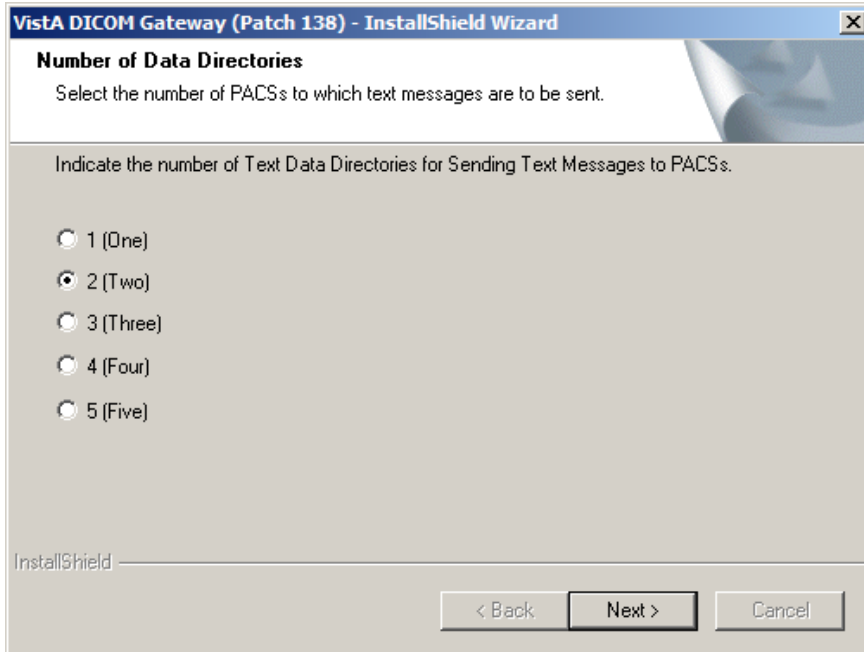 VistA DICOM Gateway (Patch 138) - InstallShield Wizard
Number of Data Directories
Select the number of PACSs to which text messages are to be sent.
Indicate the number of Text Data Directories for Sending Text Messages to PACSs.
1 (One)
2 (Two)
3 (Three)
4 (Four)
5 (Five)
InstallShield
< Back Next > Cancel